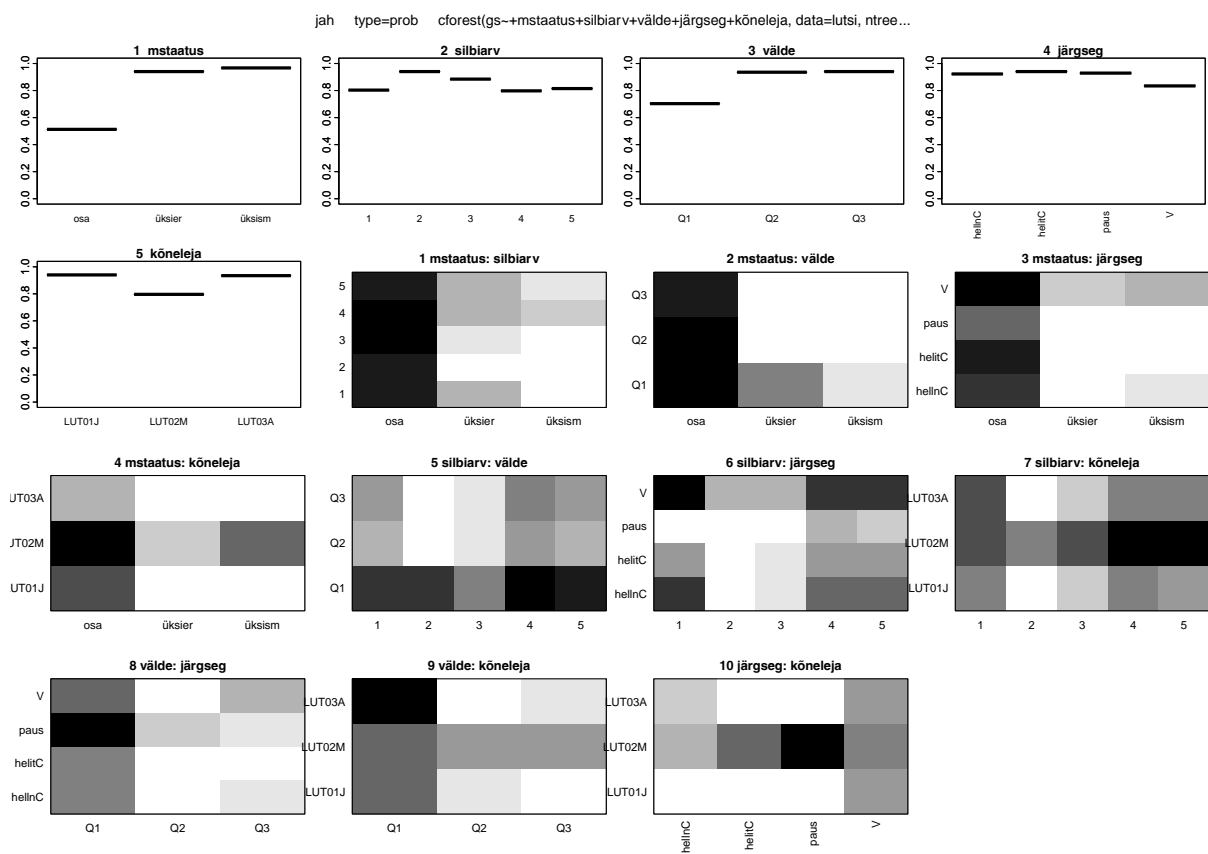 jah type=prob cforest(gs~+mstaatus+silbiarv+välde+järgseg+kõneleja, data=lutsi, ntree...
1 mstaatus
1.0
0.8
0.6
0.4
0.2
0.0
osa üksier üksism
2 silbiarv
1.0
0.8
0.6
0.4
0.2
0.0
1 2 3 4 5
3 välde
1.0
0.8
0.6
0.4
0.2
0.0
Q1 Q2 Q3
4 järgseg
1.0
0.8
0.6
0.4
0.2
0.0
hellnC helitC paus V
5 kõneleja
1.0
0.8
0.6
0.4
0.2
0.0
LUT01J LUT02M LUT03A
1 mstaatus: silbiarv
5
4
3
2
1
osa üksier üksism
2 mstaatus: välde
Q3
Q2
Q1
osa üksier üksism
3 mstaatus: järgseg
V
paus
helitC
hellnC
osa üksier üksism
4 mstaatus: kõneleja
UT03A
UT02M
UT01J
osa üksier üksism
5 silbiarv: välde
Q3
Q2
Q1
1 2 3 4 5
6 silbiarv: järgseg
V
paus
helitC
hellnC
1 2 3 4 5
7 silbiarv: kõneleja
LUT03A
LUT02M
LUT01J
1 2 3 4 5
8 välde: järgseg
V
paus
helitC
hellnC
Q1 Q2 Q3
9 välde: kõneleja
LUT03A
LUT02M
LUT01J
Q1 Q2 Q3
10 järgseg: kõneleja
LUT03A
LUT02M
LUT01J
hellnC helitC paus V